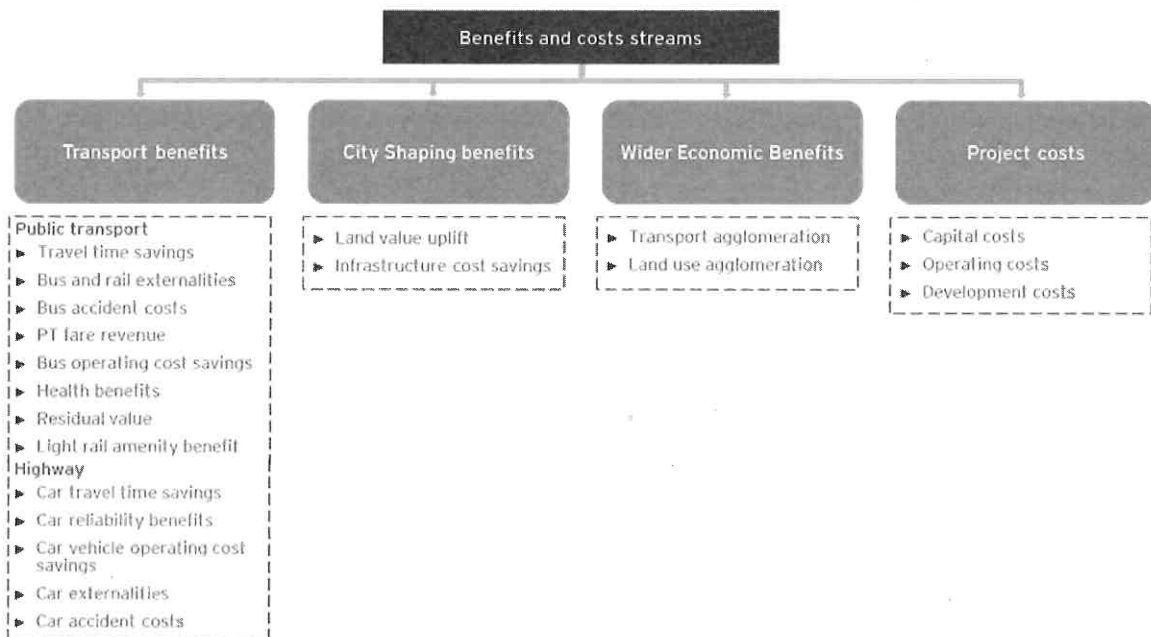 Benefits and costs streams
Transport benefits
City Shaping benefits
Wider Economic Benefits
Project costs
Public transport
► Travel time savings
► Bus and rail externalities
► Bus accident costs
► PT fare revenue
► Bus operating cost savings
► Health benefits
► Residual value
► Light rail amenity benefit
Highway
► Car travel time savings
► Car reliability benefits
► Car vehicle operating cost
savings
► Car externalities
► Car accident costs
► Land value uplift
► Infrastructure cost savings
► Transport agglomeration
► Land use agglomeration
► Capital costs
► Operating costs
► Development costs